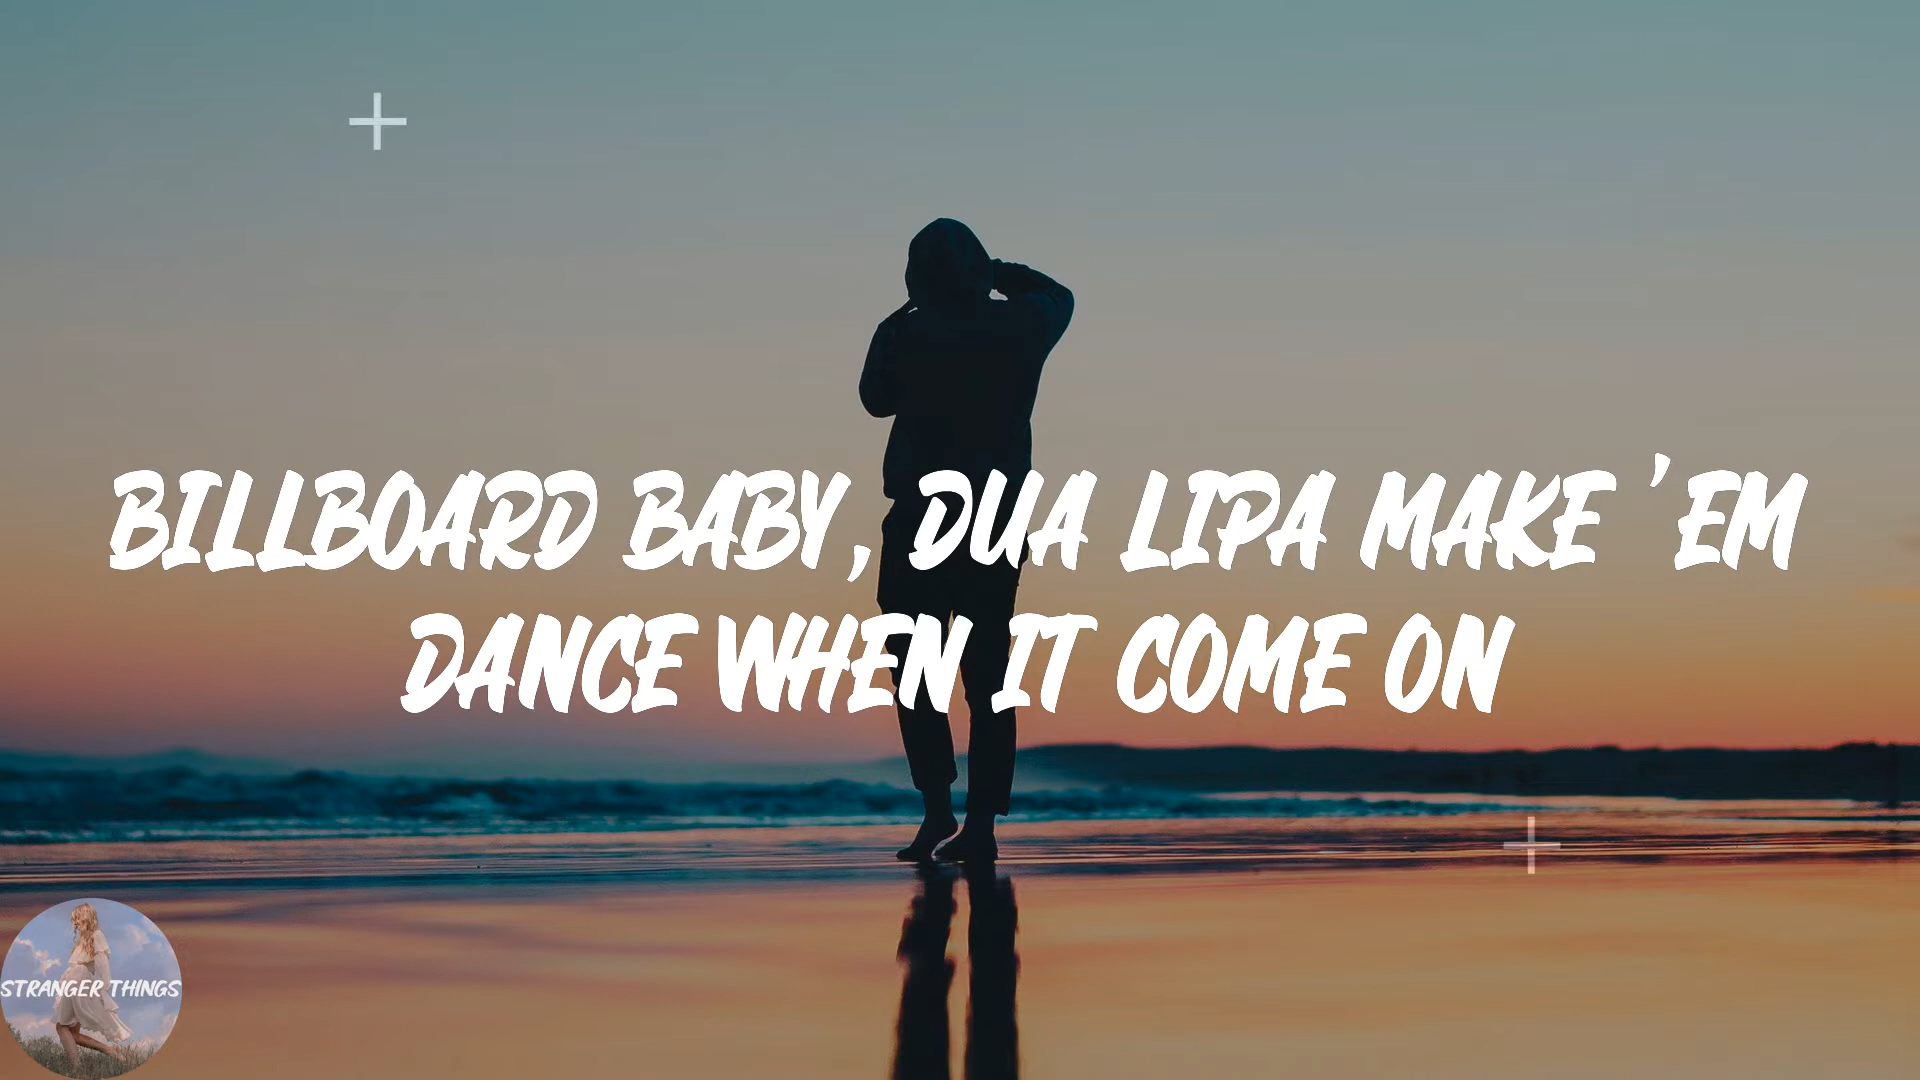 BILLBOARD BABY, DUA LIPA MAKE 'EM
DANCE WHEN IT COME ON
STRANGER THINGS